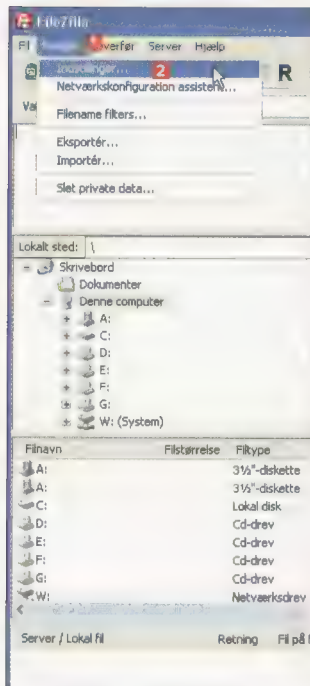 FileZilla
Fil Overfør Server Hjælp
Indstillinger... 2
R
Netværkskonfiguration assistent...
Filename filters...
Eksportér...
Importér...
Slet private data...
Lokalt sted: \
Skrivebord
Dokumenter
Denne computer
A:
C:
D:
E:
F:
G:
W: (System)
Filnavn Filstørrelse Filtype
A: 3½"-diskette
A: 3½"-diskette
C: Lokal disk
D: Cd-drev
E: Cd-drev
F: Cd-drev
G: Cd-drev
W: Netværksdrev
Server / Lokal fil Retning Fil på